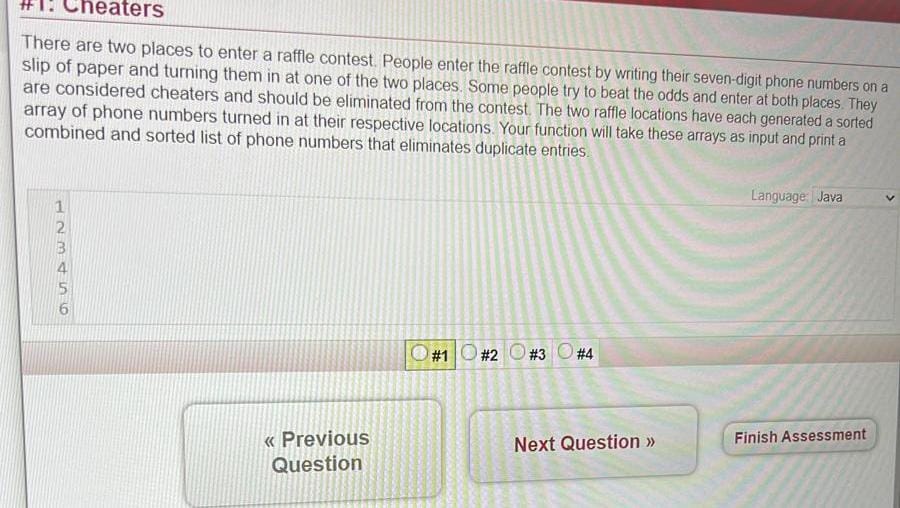 #1: Cheaters
There are two places to enter a raffle contest. People enter the raffle contest by writing their seven-digit phone numbers on a
slip of paper and turning them in at one of the two places. Some people try to beat the odds and enter at both places. They
are considered cheaters and should be eliminated from the contest. The two raffle locations have each generated a sorted
array of phone numbers turned in at their respective locations. Your function will take these arrays as input and print a
combined and sorted list of phone numbers that eliminates duplicate entries.
Language: Java
1
2
3
4
5
6
#1 #2 #3 #4
« Previous
Question
Next Question »
Finish Assessment